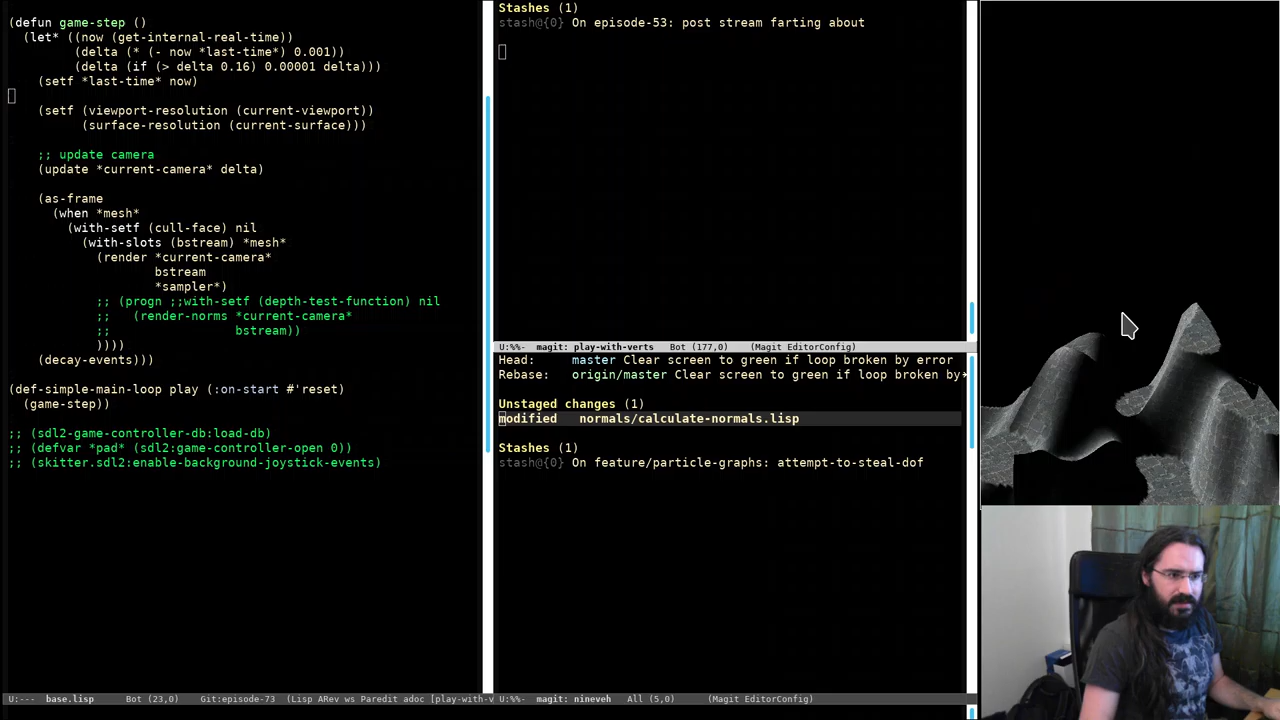 (defun game-step ()
(let* ((now (get-internal-real-time))
(delta (* (- now *last-time*) 0.001))
(delta (if (> delta 0.16) 0.00001 delta)))
(setf *last-time* now)
(setf (viewport-resolution (current-viewport))
(surface-resolution (current-surface)))
;; update camera
(update *current-camera* delta)
(as-frame
(when *mesh*
(with-setf (cull-face) nil
(with-slots (bstream) *mesh*
(render *current-camera*
bstream
*sampler*)
;; (progn ;;with-setf (depth-test-function) nil
;; (render-norms *current-camera*
;; bstream))
))))
(decay-events)))
(def-simple-main-loop play (:on-start #'reset)
(game-step))
;; (sdl2-game-controller-db:load-db)
;; (defvar *pad* (sdl2:game-controller-open 0))
;; (skitter.sdl2:enable-background-joystick-events)
U:--- base.lisp Bot (23,0) Git:episode-73 (Lisp ARev ws Paredit adoc [play-with-v
Stashes (1)
stash@{0} On episode-53: post stream farting about
U:%%- magit: play-with-verts Bot (177,0) (Magit EditorConfig)
Head: master Clear screen to green if loop broken by error
Rebase: origin/master Clear screen to green if loop broken by
Unstaged changes (1)
modified normals/calculate-normals.lisp
Stashes (1)
stash@{0} On feature/particle-graphs: attempt-to-steal-dof
U:%%- magit: nineveh All (5,0) (Magit EditorConfig)